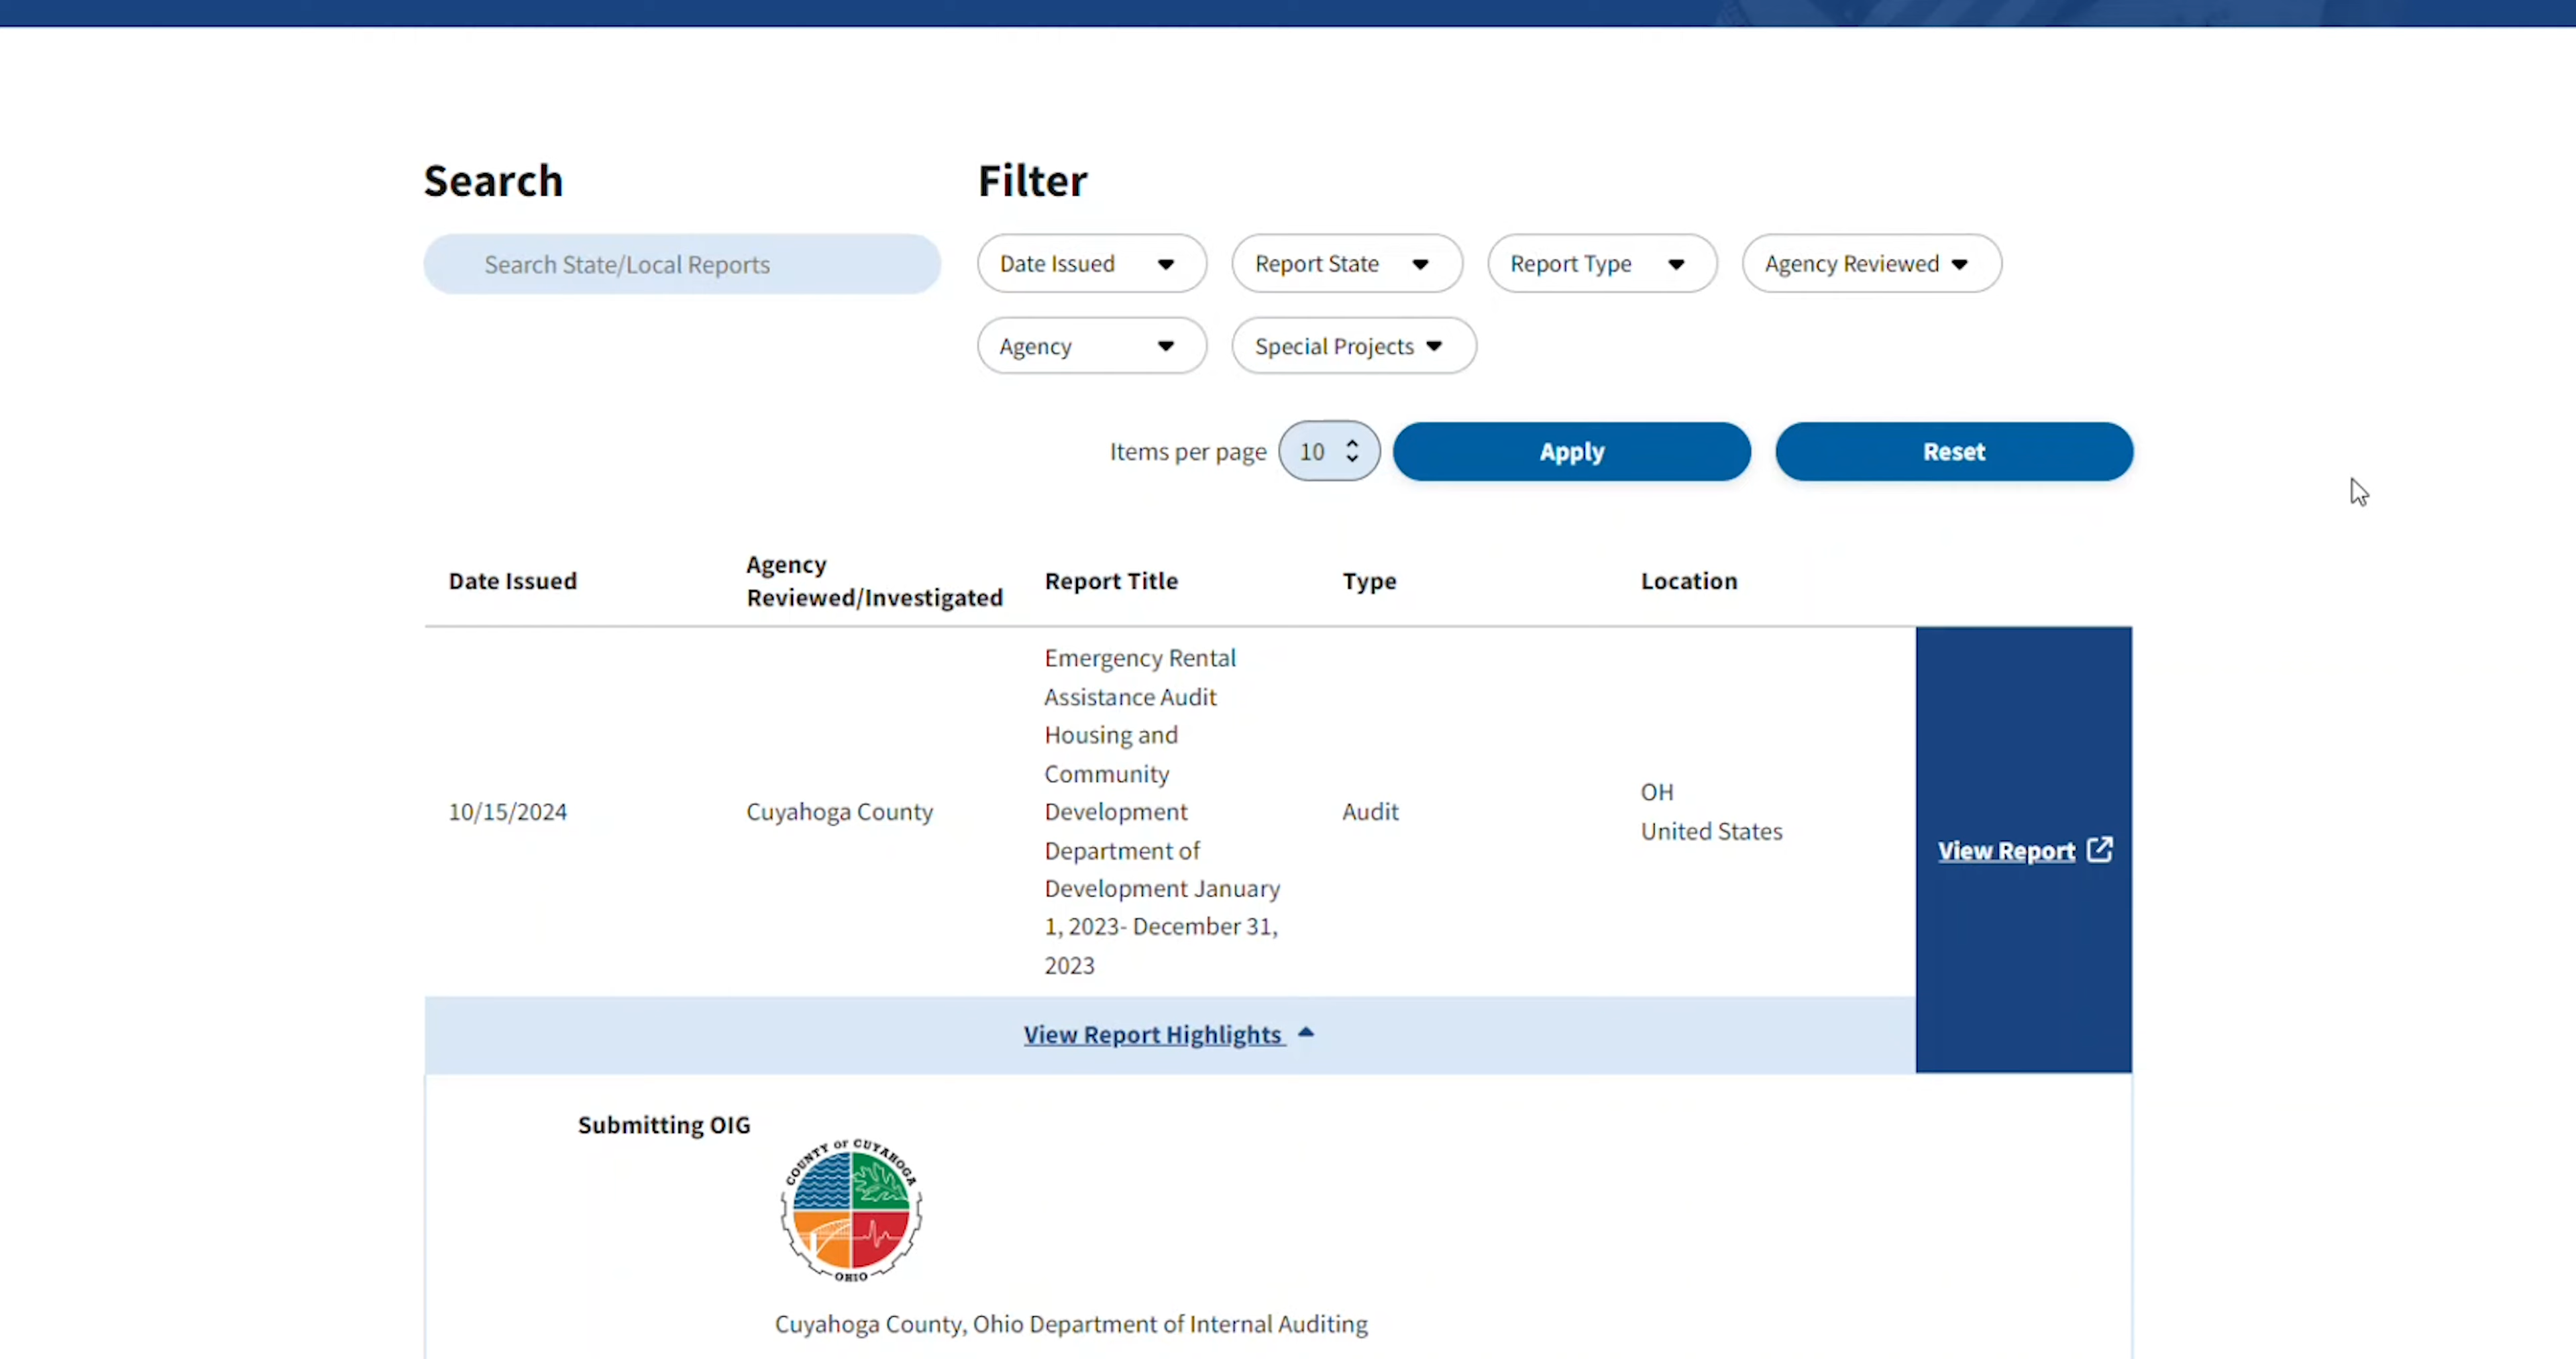 Search
Filter
Search State/Local Reports
Date Issued
Report State
Report Type
Agency Reviewed
Agency
Special Projects
Items per page
10
Apply
Reset
Date Issued
Agency
Reviewed/Investigated
Report Title
Type
Location
10/15/2024
Cuyahoga County
Emergency Rental
Assistance Audit
Housing and
Community
Development
Department of
Development January
1, 2023- December 31,
2023
Audit
OH
United States
View Report
View Report Highlights
Submitting OIG
COUNTY OF CUYAHOGA
OHIO
Cuyahoga County, Ohio Department of Internal Auditing